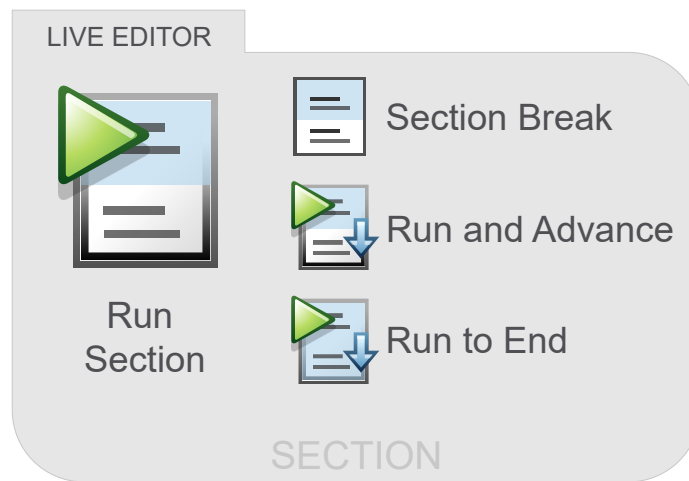 LIVE EDITOR
Run
Section
Section Break
Run and Advance
Run to End
SECTION